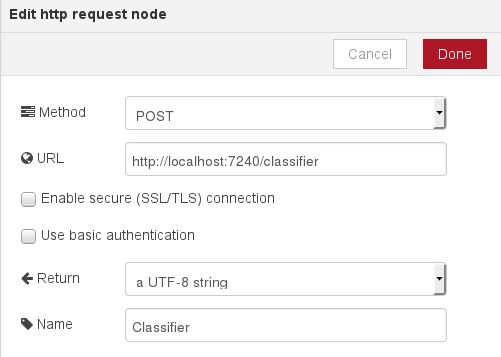 Edit http request node
Cancel Done
Method POST
URL http://localhost:7240/classifier
Enable secure (SSL/TLS) connection
Use basic authentication
Return a UTF-8 string
Name Classifier